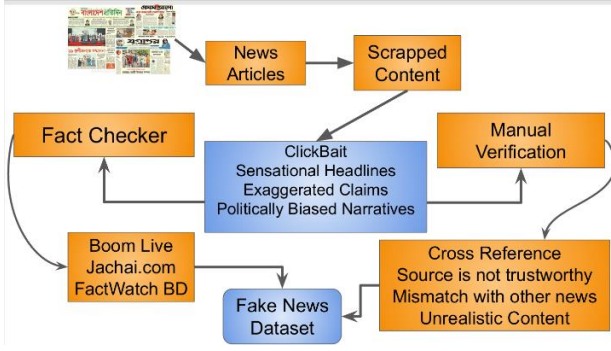 বাংলাদেশ প্রতিদিন
News
Articles
Scrapped
Content
Fact Checker
ClickBait
Sensational Headlines
Exaggerated Claims
Politically Biased Narratives
Manual
Verification
Boom Live
Jachai.com
FactWatch BD
Fake News
Dataset
Cross Reference
Source is not trustworthy
Mismatch with other news
Unrealistic Content